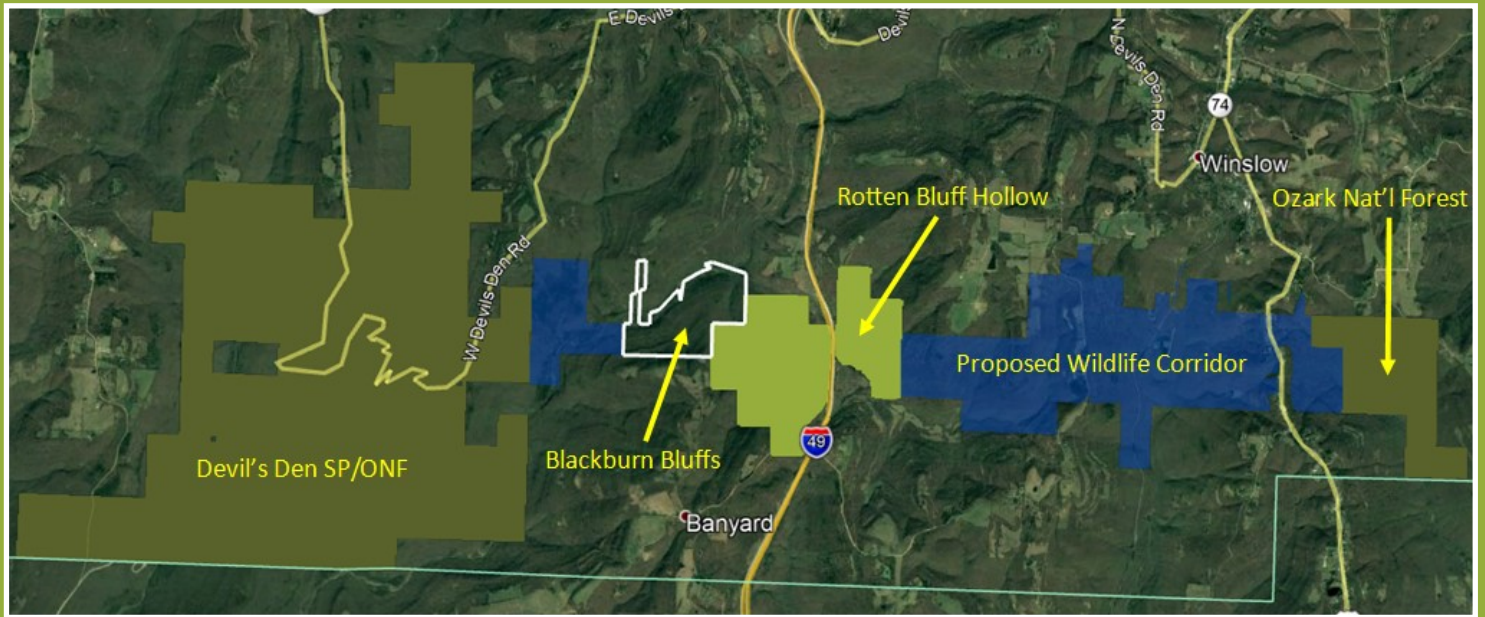 E Devils D
Devils
N Devils Den Rd
74
Winslow
Rotten Bluff Hollow
Ozark Nat'l Forest
W Devils Den Rd
Proposed Wildlife Corridor
49
Blackburn Bluffs
Devil's Den SP/ONF
Banyard